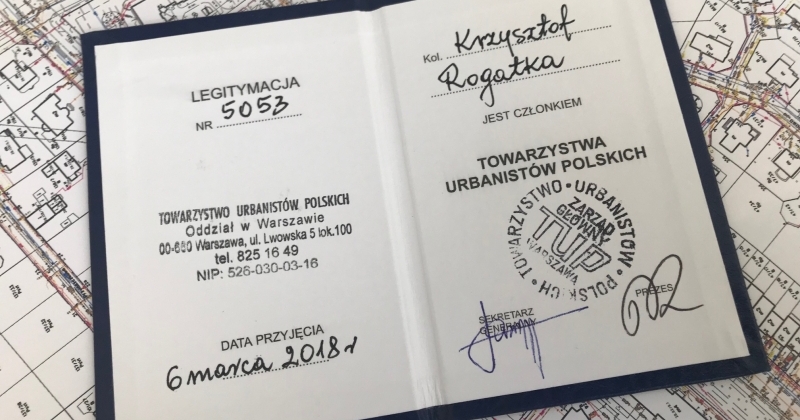 LEGITYMACJA
NR 5053
TOWARZYSTWO URBANISTÓW POLSKICH
Oddział w Warszawie
00-680 Warszawa, ul. Lwowska 5 lok.100
tel. 825 16 49
NIP: 526-030-03-16
DATA PRZYJĘCIA
6 marca 2018 r
Kol. Krzysztof
Rogatka
JEST CZŁONKIEM
TOWARZYSTWA
URBANISTÓW POLSKICH
TOWARZYSTWO • URBANISTÓW • POLSKICH •
ZARZĄD
GŁÓWNY
TUP
WARSZAWA
SEKRETARZ
GENERALNY
PREZES